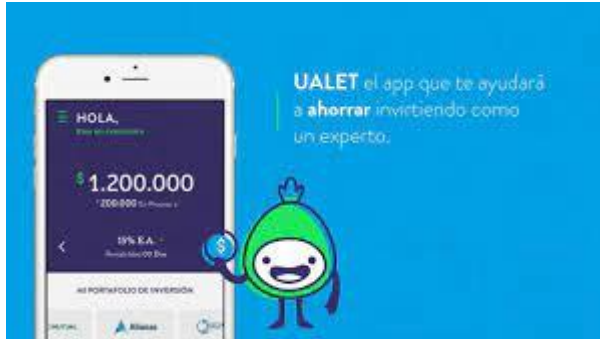 HOLA,
$1.200.000
15% E.A.
MI PORTAFOLIO DE INVERSIÓN
Alianza
$
UALET el app que te ayudará
a ahorrar invirtiendo como
un experto.